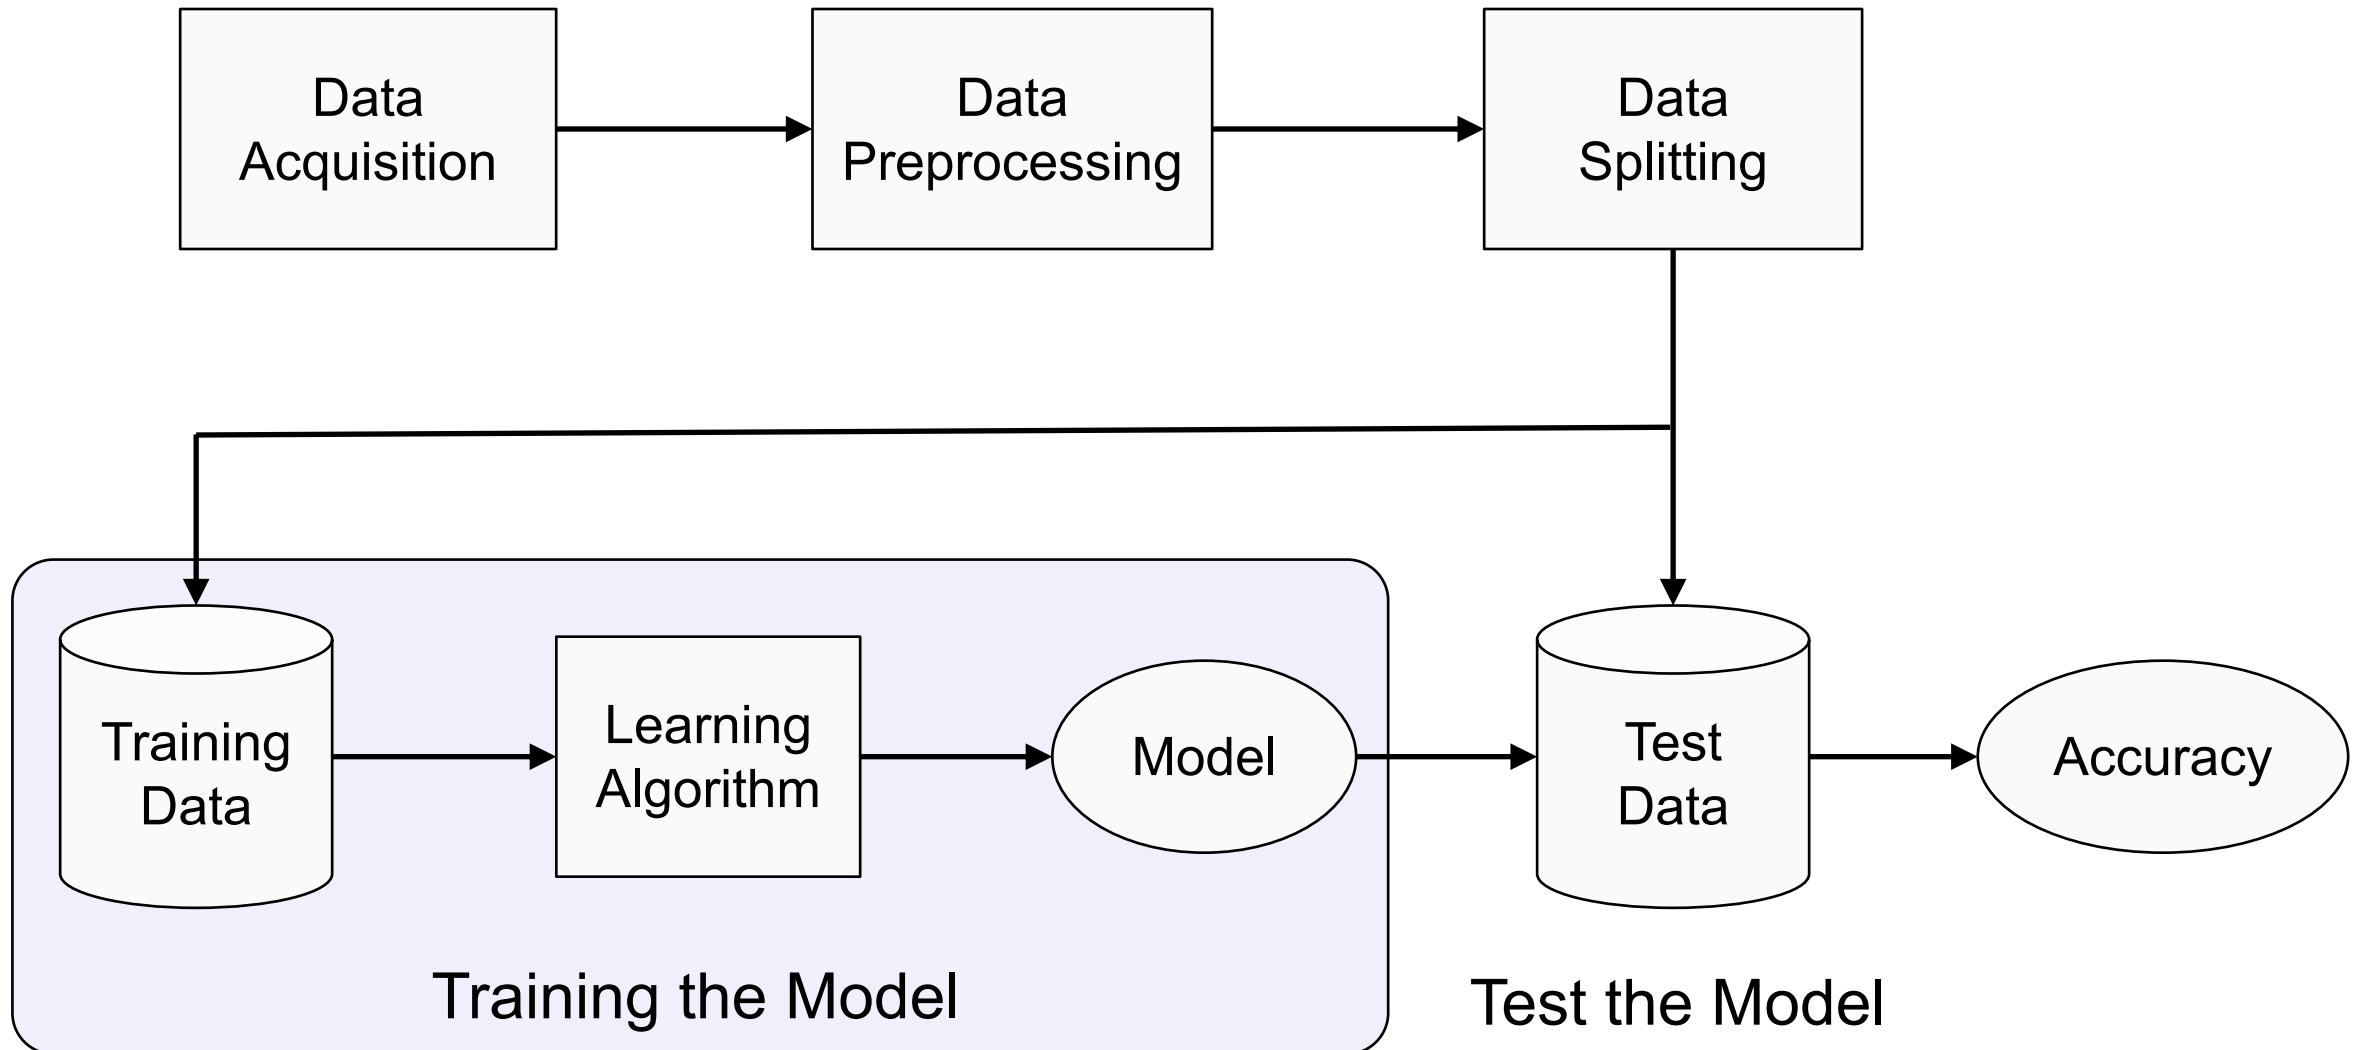 Data
Acquisition
Data
Preprocessing
Data
Splitting
Training
Data
Learning
Algorithm
Model
Test
Data
Accuracy
Training the Model
Test the Model